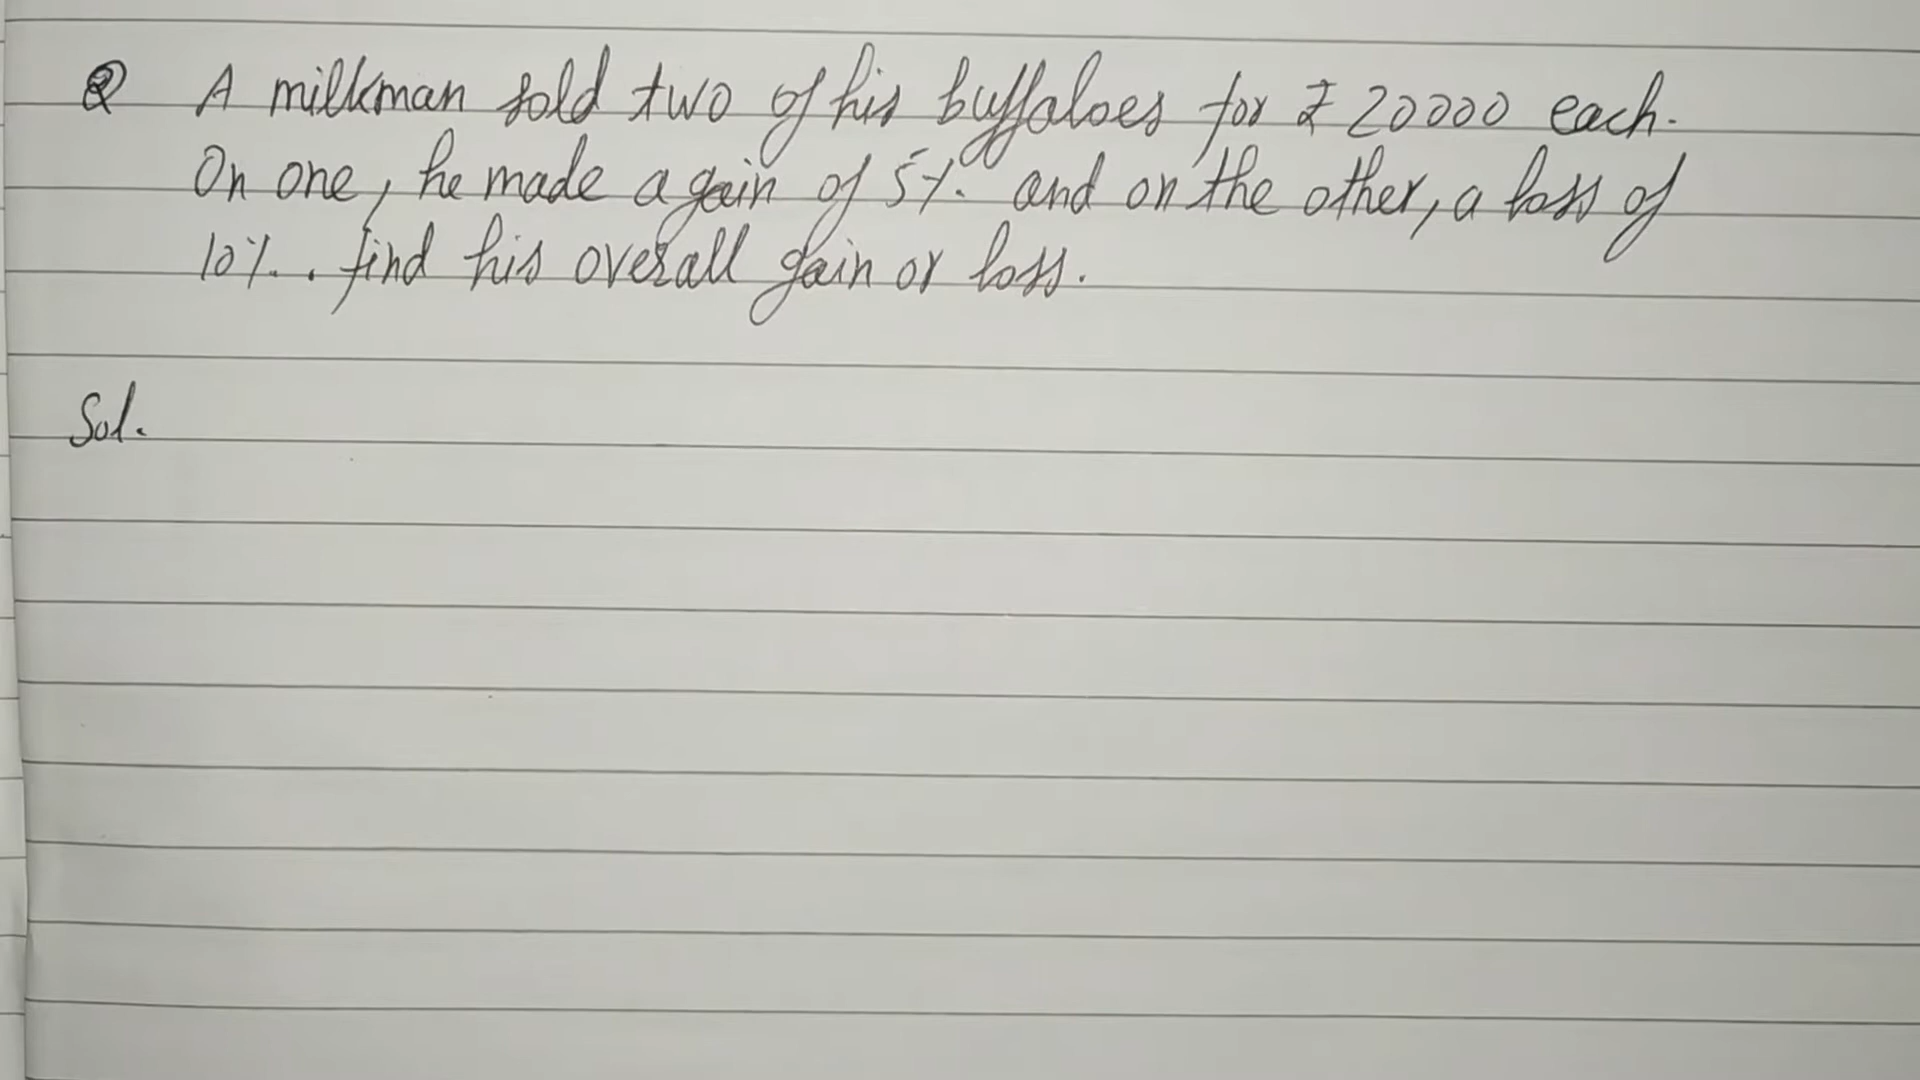 Q A milkman sold two of his buffaloes for ₹ 20000 each.
On one, he made a gain of 5%. and on the other, a loss of
10%. . find his overall gain or loss.
Sol.